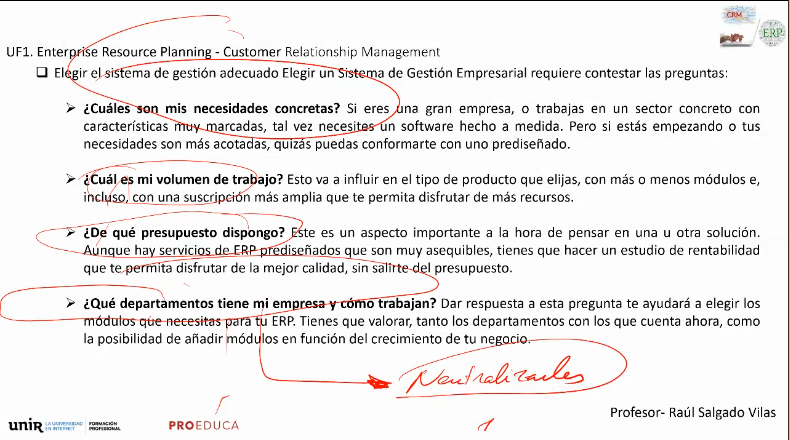 CRM
ERP
UF1. Enterprise Resource Planning - Customer Relationship Management
Elegir el sistema de gestión adecuado Elegir un Sistema de Gestión Empresarial requiere contestar las preguntas:
¿Cuáles son mis necesidades concretas? Si eres una gran empresa, o trabajas en un sector concreto con
características muy marcadas, tal vez necesites un software hecho a medida. Pero si estás empezando o tus
necesidades son más acotadas, quizás puedas conformarte con uno prediseñado.
¿Cuál es mi volumen de trabajo? Esto va a influir en el tipo de producto que elijas, con más o menos módulos e,
incluso, con una suscripción más amplia que te permita disfrutar de más recursos.
¿De qué presupuesto dispongo? Este es un aspecto importante a la hora de pensar en una u otra solución.
Aunque hay servicios de ERP prediseñados que son muy asequibles, tienes que hacer un estudio de rentabilidad
que te permita disfrutar de la mejor calidad, sin salirte del presupuesto.
¿Qué departamentos tiene mi empresa y cómo trabajan? Dar respuesta a esta pregunta te ayudará a elegir los
módulos que necesitas para tu ERP. Tienes que valorar, tanto los departamentos con los que cuenta ahora, como
la posibilidad de añadir módulos en función del crecimiento de tu negocio.
Neutralizarles
Profesor- Raúl Salgado Vilas
unir LA UNIVERSIDAD EN INTERNET FORMACIÓN PROFESIONAL
PROEDUCA